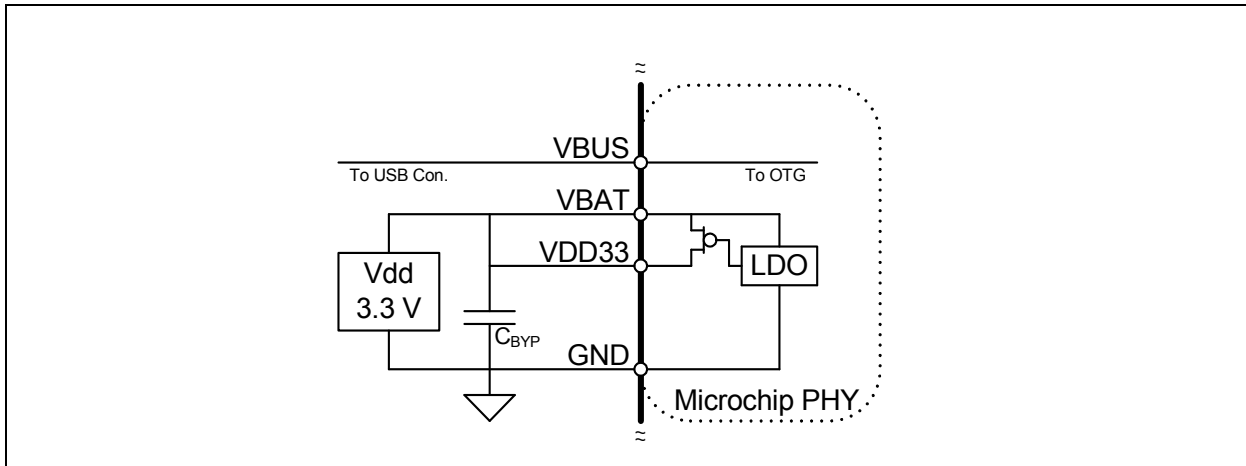 VBUS
To USB Con.
To OTG
VBAT
VDD33
LDO
Vdd
3.3 V
CBYP
GND
Microchip PHY